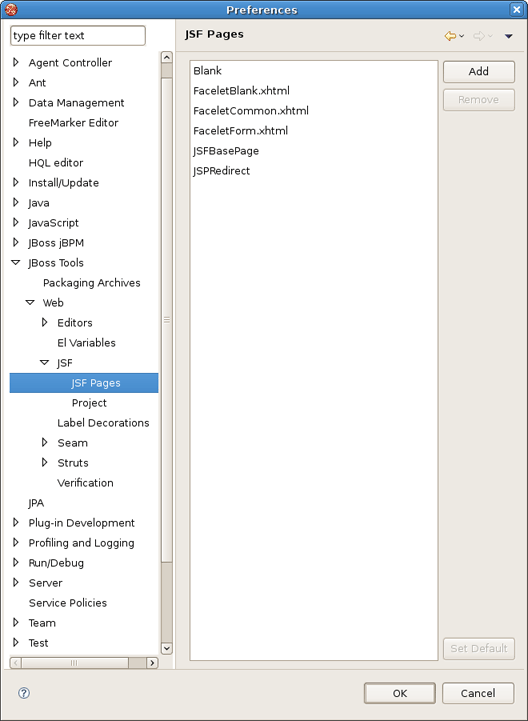 Preferences
type filter text
JSF Pages
Agent Controller
Ant
Data Management
FreeMarker Editor
Help
HQL editor
Install/Update
Java
JavaScript
JBoss jBPM
JBoss Tools
Packaging Archives
Web
Editors
El Variables
JSF
JSF Pages
Project
Label Decorations
Seam
Struts
Verification
JPA
Plug-in Development
Profiling and Logging
Run/Debug
Server
Service Policies
Team
Test
Blank
FaceletBlank.xhtml
FaceletCommon.xhtml
FaceletForm.xhtml
JSFBasePage
JSPRedirect
Add
Remove
Set Default
?
OK
Cancel